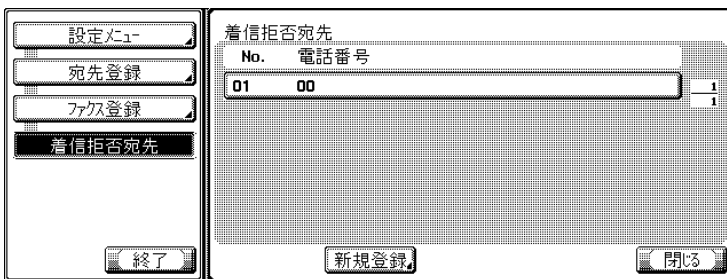 設定ﾒﾆｭｰ
宛先登録
ﾌｧｸｽ登録
着信拒否宛先
終了
着信拒否宛先
No. 電話番号
01 00
1
1
新規登録
閉じる